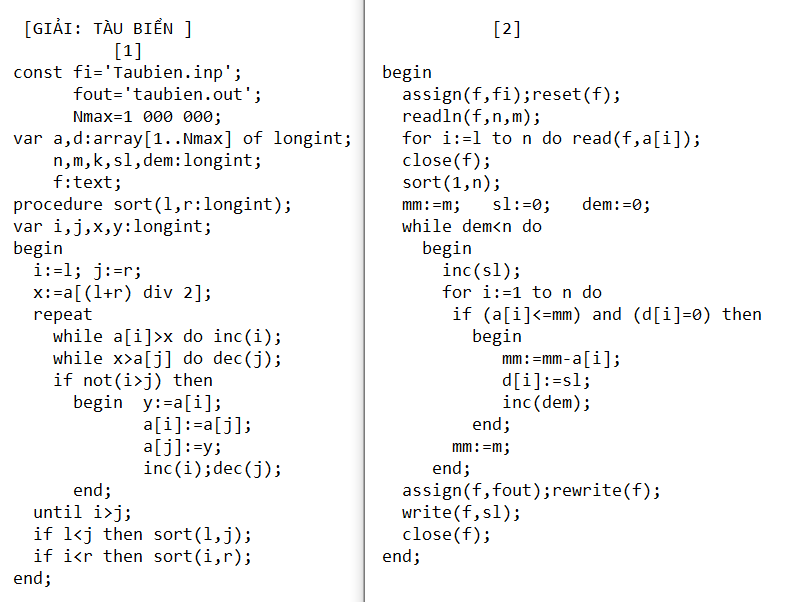 [GIẢI: TÀU BIỂN ]
[1]
const fi='Taubien.inp';
fout='taubien.out';
Nmax=1 000 000;
var a,d:array[1..Nmax] of longint;
n,m,k,sl,dem:longint;
f:text;
procedure sort(l,r:longint);
var i,j,x,y:longint;
begin
i:=l; j:=r;
x:=a[(l+r) div 2];
repeat
while a[i]>x do inc(i);
while x>a[j] do dec(j);
if not(i>j) then
begin y:=a[i];
a[i]:=a[j];
a[j]:=y;
inc(i);dec(j);
end;
until i>j;
if l<j then sort(l,j);
if i<r then sort(i,r);
end;
[2]
begin
assign(f,fi);reset(f);
readln(f,n,m);
for i:=l to n do read(f,a[i]);
close(f);
sort(1,n);
mm:=m; sl:=0; dem:=0;
while dem<n do
begin
inc(sl);
for i:=1 to n do
if (a[i]<=mm) and (d[i]=0) then
begin
mm:=mm-a[i];
d[i]:=sl;
inc(dem);
end;
mm:=m;
end;
assign(f,fout);rewrite(f);
write(f,sl);
close(f);
end;